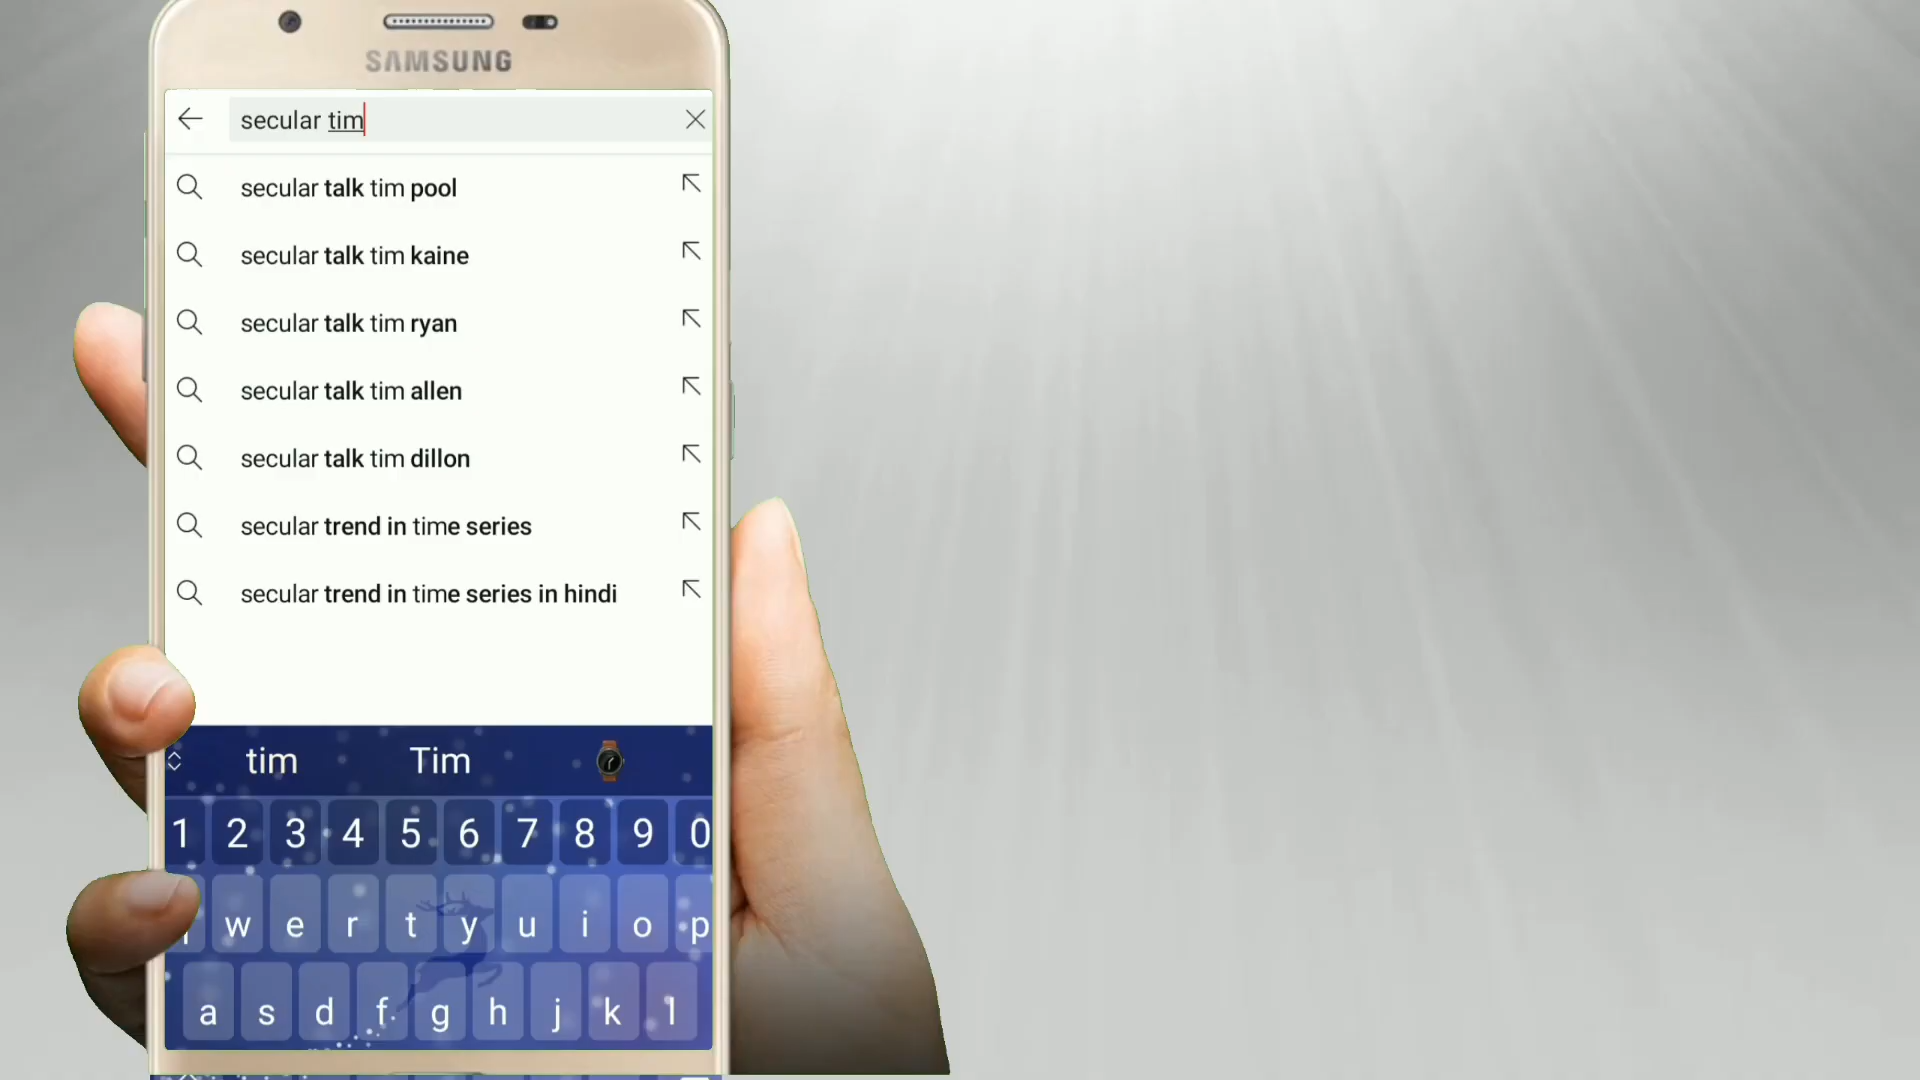 SAMSUNG
secular tim
secular talk tim pool
secular talk tim kaine
secular talk tim ryan
secular talk tim allen
secular talk tim dillon
secular trend in time series
secular trend in time series in hindi
tim Tim
1 2 3 4 5 6 7 8 9 0
w e r t y u i o p
a s d f g h j k l